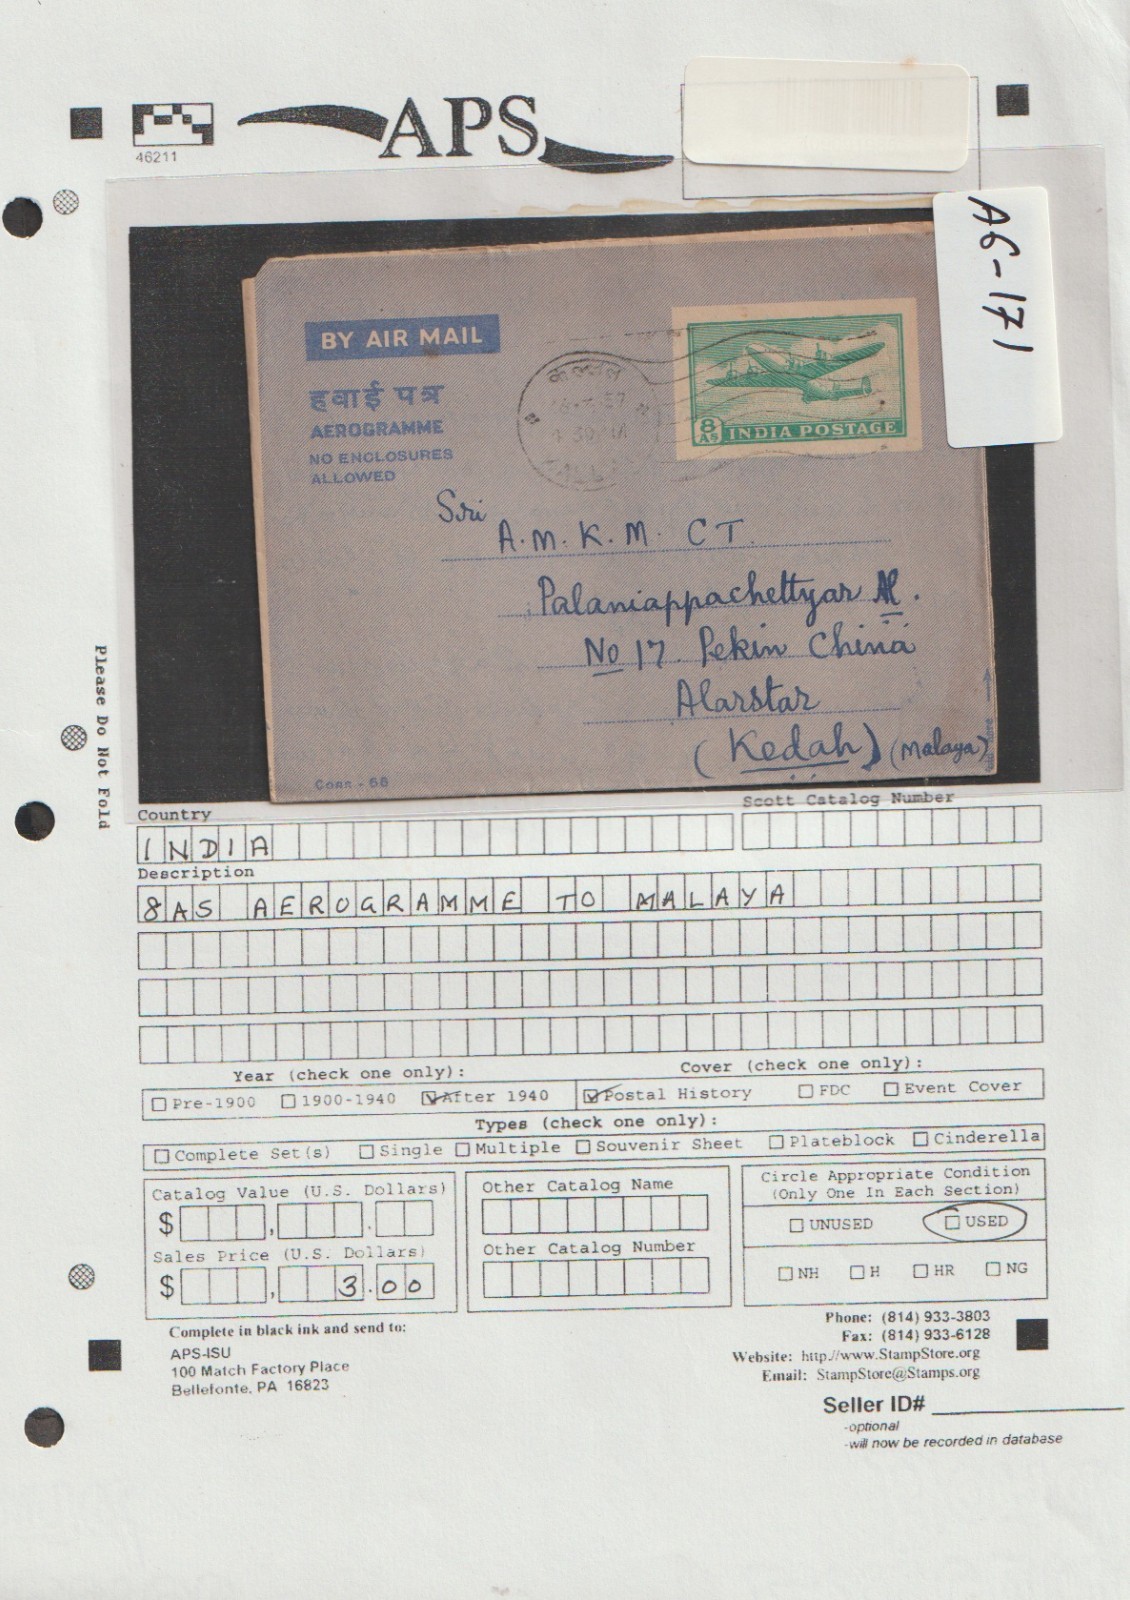 APS
46211
A6-171
BY AIR MAIL
हवाई पत्र
AEROGRAMME
NO ENCLOSURES
ALLOWED
8
AS
INDIA POSTAGE
Sri
A.M.K.M. CT.
Palaniappachettyar
No 17. Pekin China
Alarstar
(Kedah) (Malaya)
Please Do Not Fold
Country
Scott Catalog Number
INDIA
Description
8AS AEROGRAMME TO MALAYA
Year (check one only):
Cover (check one only):
Pre-1900 1900-1940 After 1940 Postal History FDC Event Cover
Types (check one only):
Complete Set(s) Single Multiple Souvenir Sheet Plateblock Cinderella
Catalog Value (U.S. Dollars)
$ , .
Sales Price (U.S. Dollars)
$ , 3.00
Other Catalog Name
Other Catalog Number
Circle Appropriate Condition
(Only One In Each Section)
UNUSED USED
NH H HR NG
Complete in black ink and send to:
APS-ISU
100 Match Factory Place
Bellefonte, PA 16823
Phone: (814) 933-3803
Fax: (814) 933-6128
Website: http://www.StampStore.org
Email: StampStore@Stamps.org
Seller ID#
-optional
-will now be recorded in database